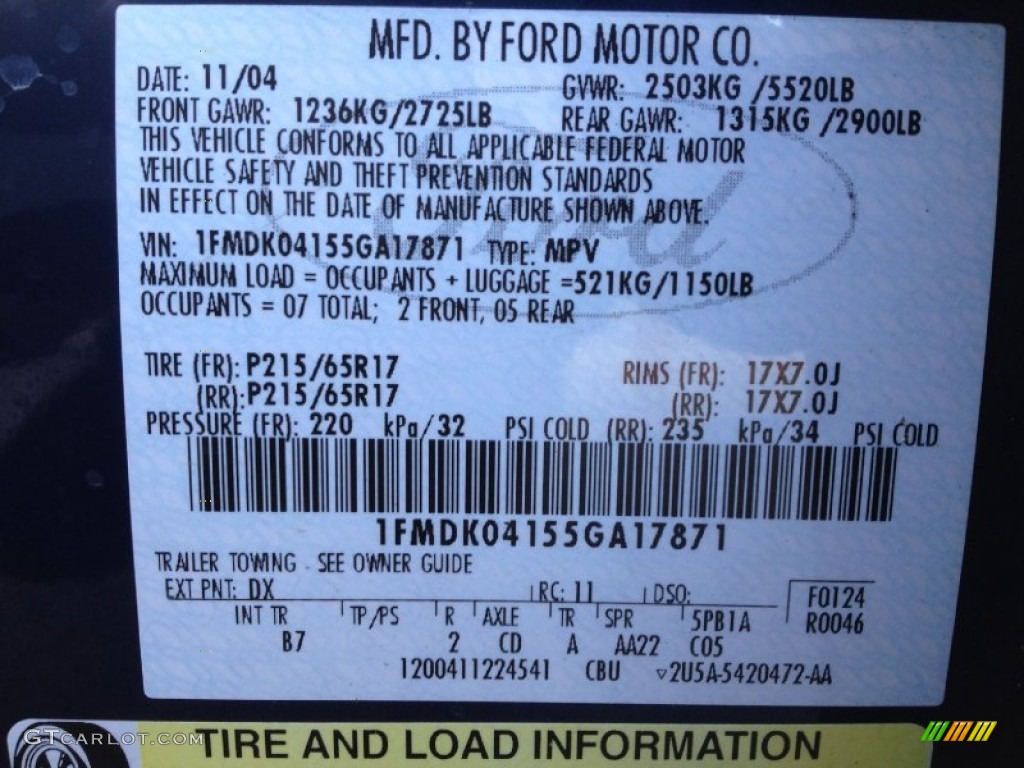 MFD. BY FORD MOTOR CO.
DATE: 11/04 GVWR: 2503KG /5520LB
FRONT GAWR: 1236KG/2725LB REAR GAWR: 1315KG /2900LB
THIS VEHICLE CONFORMS TO ALL APPLICABLE FEDERAL MOTOR
VEHICLE SAFETY AND THEFT PREVENTION STANDARDS
IN EFFECT ON THE DATE OF MANUFACTURE SHOWN ABOVE.
Ford
VIN: 1FMDK04155GA17871 TYPE: MPV
MAXIMUM LOAD = OCCUPANTS + LUGGAGE =521KG/1150LB
OCCUPANTS = 07 TOTAL; 2 FRONT, 05 REAR
TIRE (FR): P215/65R17 RIMS (FR): 17X7.0J
(RR): P215/65R17 (RR): 17X7.0J
PRESSURE (FR): 220 kPa/32 PSI COLD (RR): 235 kPa/34 PSI COLD
1FMDK04155GA17871
TRAILER TOWING - SEE OWNER GUIDE
EXT PNT: DX RC: 11 DSO: F0124
INT TR TP/PS R AXLE TR SPR 5PB1A R0046
B7 2 CD A AA22 C05
1200411224541 CBU ▽2U5A-5420472-AA
GTcarlot.com TIRE AND LOAD INFORMATION